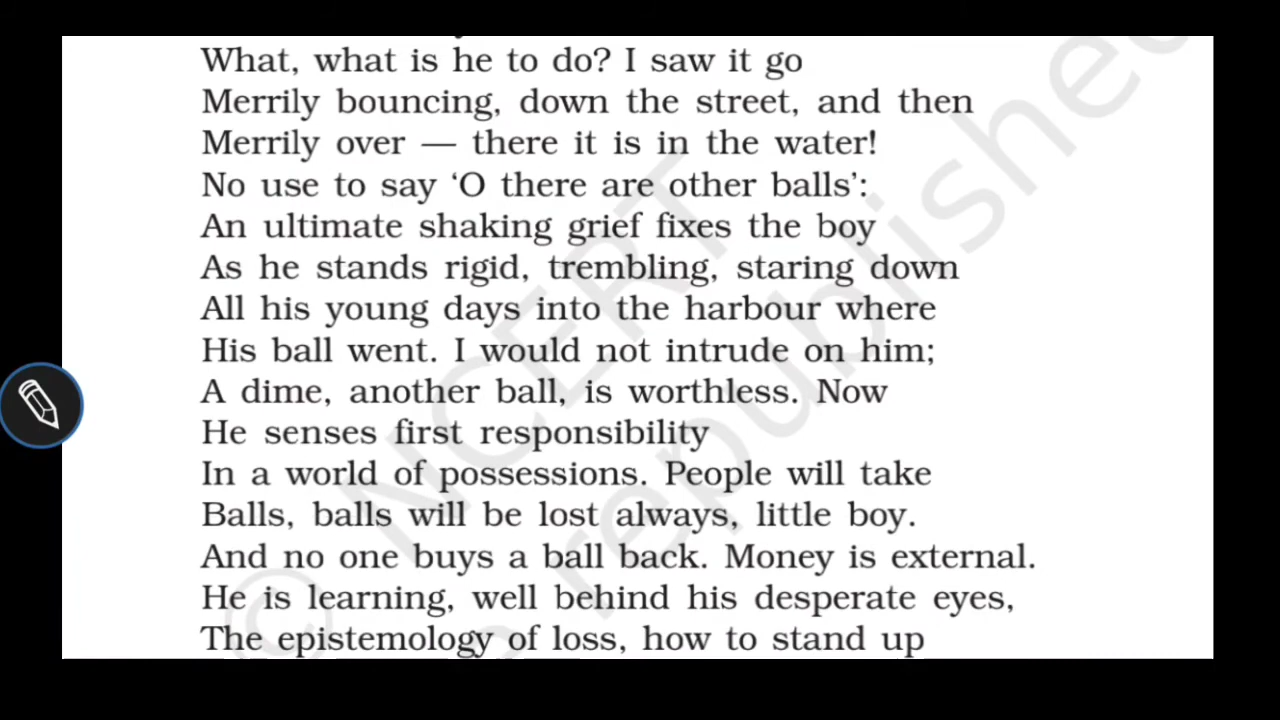 What, what is he to do? I saw it go
Merrily bouncing, down the street, and then
Merrily over — there it is in the water!
No use to say ‘O there are other balls’:
An ultimate shaking grief fixes the boy
As he stands rigid, trembling, staring down
All his young days into the harbour where
His ball went. I would not intrude on him;
A dime, another ball, is worthless. Now
He senses first responsibility
In a world of possessions. People will take
Balls, balls will be lost always, little boy.
And no one buys a ball back. Money is external.
He is learning, well behind his desperate eyes,
The epistemology of loss, how to stand up
© NCERT
republished